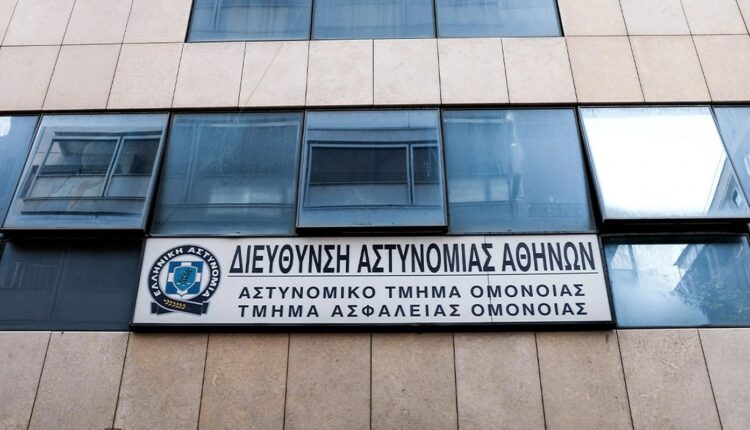 ΕΛΛΗΝΙΚΗ ΑΣΤΥΝΟΜΙΑ
ΔΙΕΥΘΥΝΣΗ ΑΣΤΥΝΟΜΙΑΣ ΑΘΗΝΩΝ
ΑΣΤΥΝΟΜΙΚΟ ΤΜΗΜΑ ΟΜΟΝΟΙΑΣ
ΤΜΗΜΑ ΑΣΦΑΛΕΙΑΣ ΟΜΟΝΟΙΑΣ